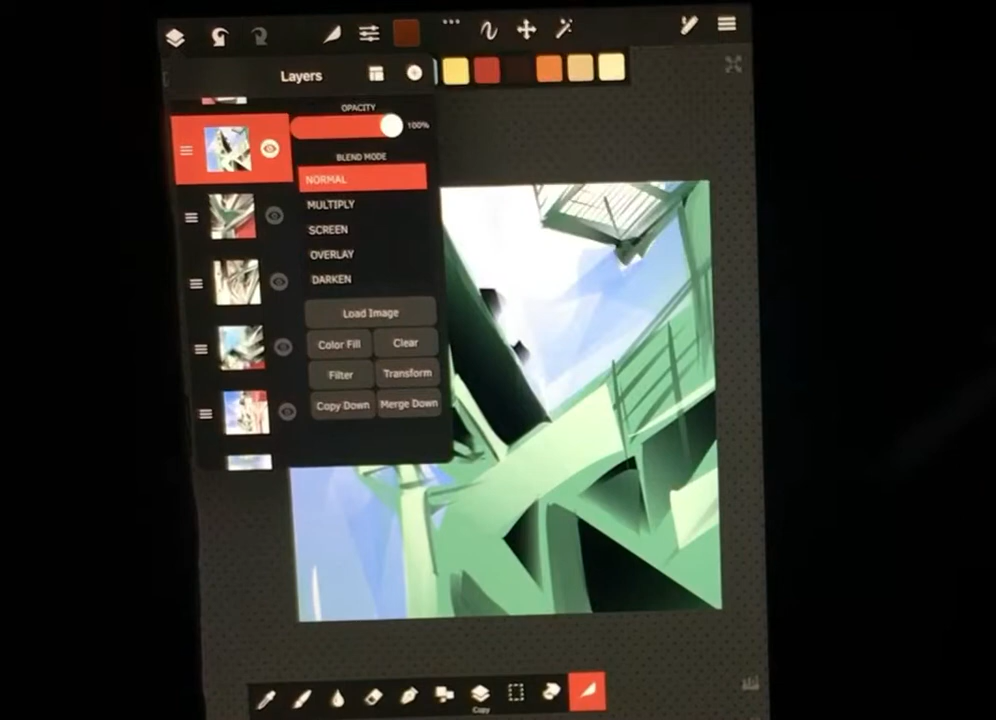 Layers
OPACITY
100%
BLEND MODE
NORMAL
MULTIPLY
SCREEN
OVERLAY
DARKEN
Load Image
Color Fill Clear
Filter Transform
Copy Down Merge Down
Copy